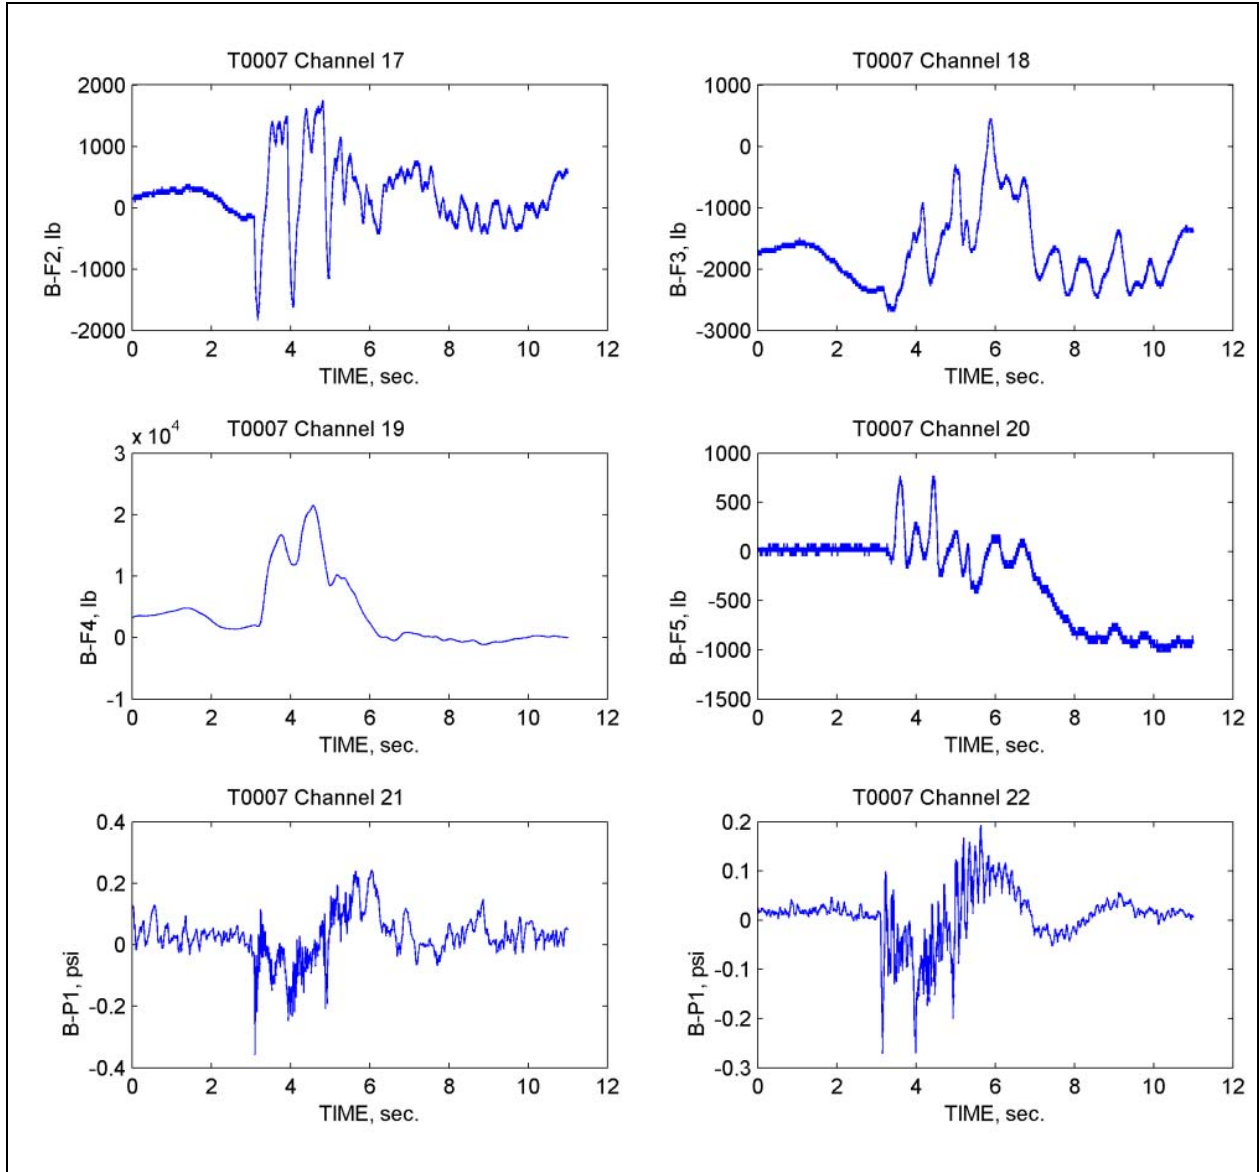 T0007 Channel 17
B-F2, lb
2000
1000
0
-1000
-2000
0 2 4 6 8 10 12
TIME, sec.
T0007 Channel 18
B-F3, lb
1000
0
-1000
-2000
-3000
0 2 4 6 8 10 12
TIME, sec.
T0007 Channel 19
x 10^4
B-F4, lb
3
2
1
0
-1
0 2 4 6 8 10 12
TIME, sec.
T0007 Channel 20
B-F5, lb
1000
500
0
-500
-1000
-1500
0 2 4 6 8 10 12
TIME, sec.
T0007 Channel 21
B-P1, psi
0.4
0.2
0
-0.2
-0.4
0 2 4 6 8 10 12
TIME, sec.
T0007 Channel 22
B-P1, psi
0.2
0.1
0
-0.1
-0.2
-0.3
0 2 4 6 8 10 12
TIME, sec.